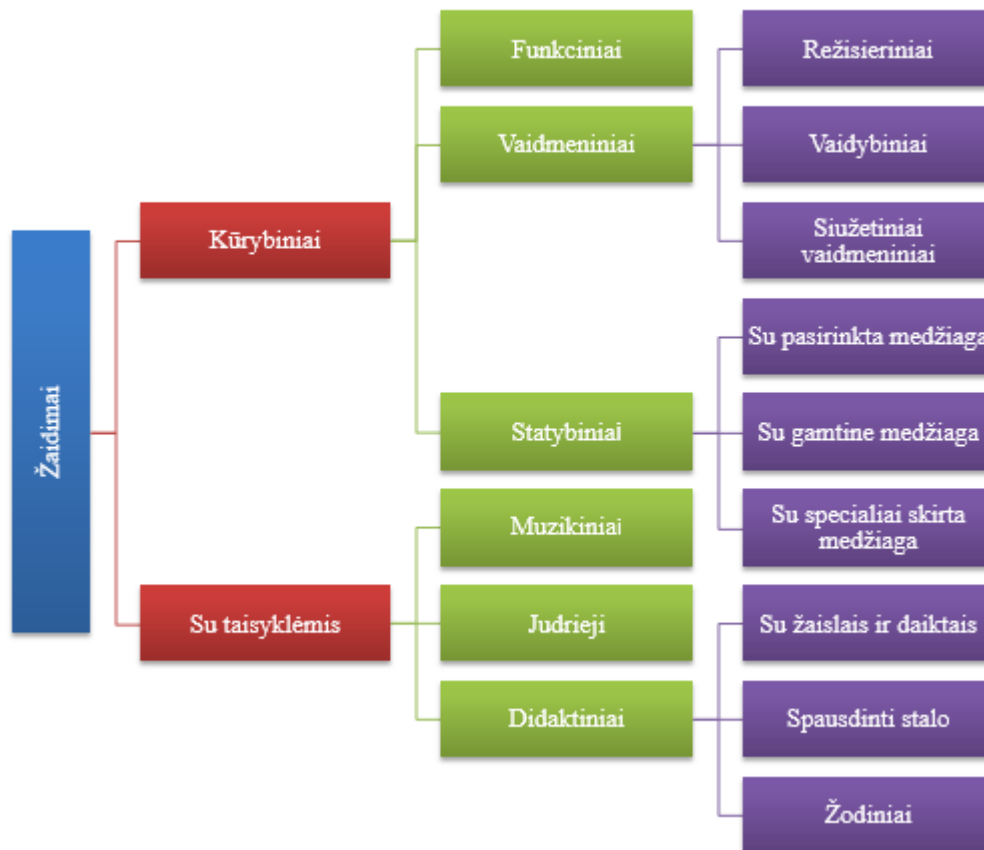 Žaidimai
Kūrybiniai
Su taisyklėmis
Funkciniai
Vaidmeniniai
Statybiniai
Muzikiniai
Judrieji
Didaktiniai
Režisieriniai
Vaidybiniai
Siužetiniai
vaidmeniniai
Su pasirinkta medžiaga
Su gamtine medžiaga
Su specialiai skirta
medžiaga
Su žaislais ir daiktais
Spausdinti stalo
Žodiniai